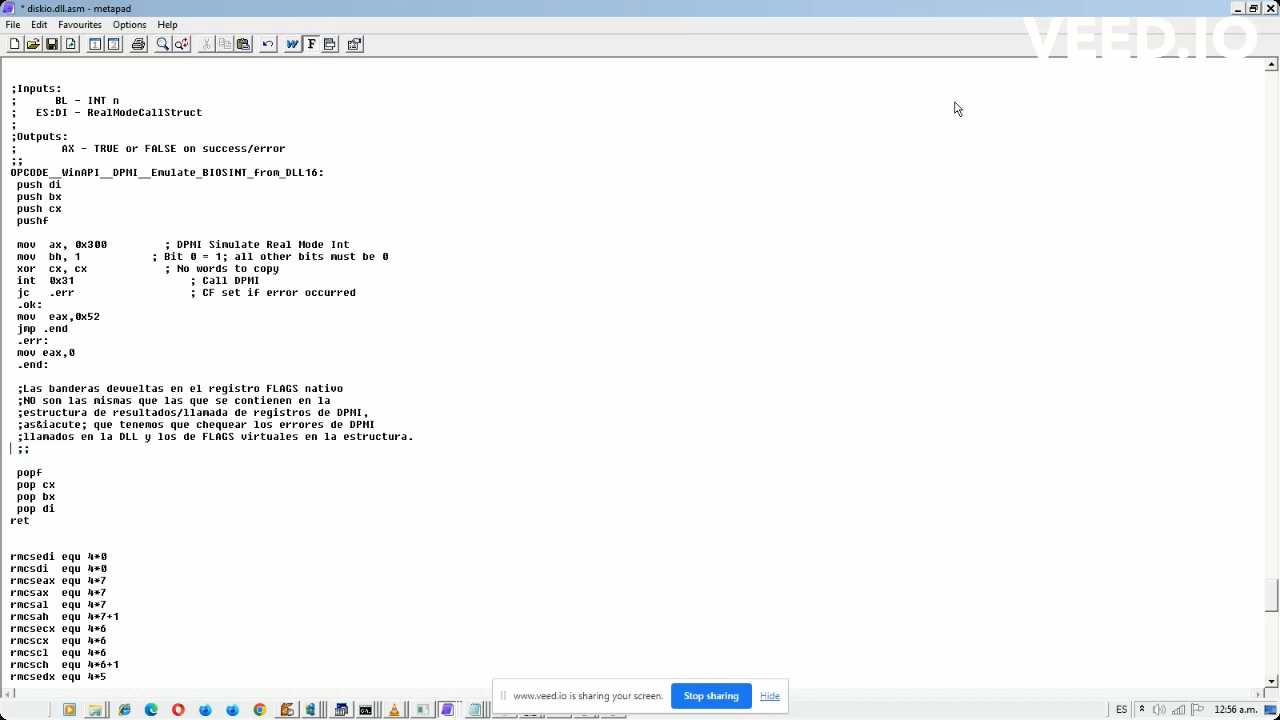 * diskio.dll.asm - metapad
File Edit Favourites Options Help
VEED.IO
;Inputs:
; BL - INT n
; ES:DI - RealModeCallStruct
;
;Outputs:
; AX - TRUE or FALSE on success/error
;;
OPCODE__WinAPI__DPMI__Emulate_BIOSINT_from_DLL16:
push di
push bx
push cx
pushf
mov ax, 0x300 ; DPMI Simulate Real Mode Int
mov bh, 1 ; Bit 0 = 1; all other bits must be 0
xor cx, cx ; No words to copy
int 0x31 ; Call DPMI
jc .err ; CF set if error occurred
.ok:
mov eax,0x52
jmp .end
.err:
mov eax,0
.end:
;Las banderas devueltas en el registro FLAGS nativo
;NO son las mismas que las que se contienen en la
;estructura de resultados/llamada de registros de DPMI,
;as&iacute; que tenemos que chequear los errores de DPMI
;llamados en la DLL y los de FLAGS virtuales en la estructura.
;;
popf
pop cx
pop bx
pop di
ret
rmcsedi equ 4*0
rmcsdi equ 4*0
rmcseax equ 4*7
rmcsax equ 4*7
rmcsal equ 4*7
rmcsah equ 4*7+1
rmcsecx equ 4*6
rmcscx equ 4*6
rmcscl equ 4*6
rmcsch equ 4*6+1
rmcsedx equ 4*5
www.veed.io is sharing your screen. Stop sharing Hide
ES 12:56 a.m.